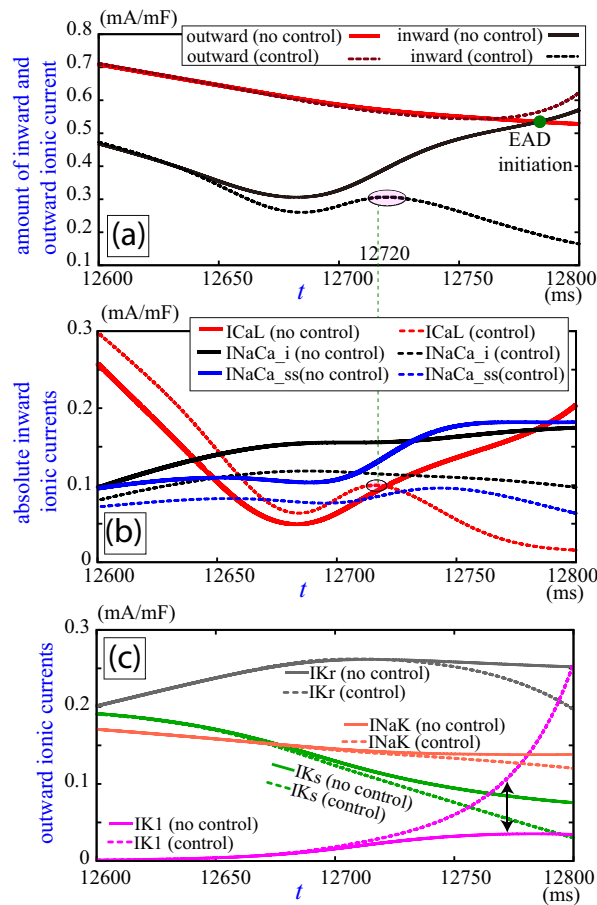 (mA/mF)
outward (no control)
inward (no control)
outward (control)
inward (control)
0.8
0.7
0.6
0.5
0.4
0.3
0.2
0.1
amount of inward and
outward ionic current
EAD
initiation
(a)
12720
12600
12650
12700
12750
12800
t
(ms)
(mA/mF)
ICaL (no control)
ICaL (control)
INaCa_i (no control)
INaCa_i (control)
INaCa_ss(no control)
INaCa_ss(control)
0.3
0.2
0.1
0
absolute inward
ionic currents
(b)
12600
12650
12700
12750
12800
t
(ms)
(mA/mF)
(c)
0.3
0.2
0.1
0
outward ionic currents
IKr (no control)
IKr (control)
INaK (no control)
INaK (control)
IKs (no control)
IKs (control)
IK1 (no control)
IK1 (control)
12600
12650
12700
12750
12800
t
(ms)